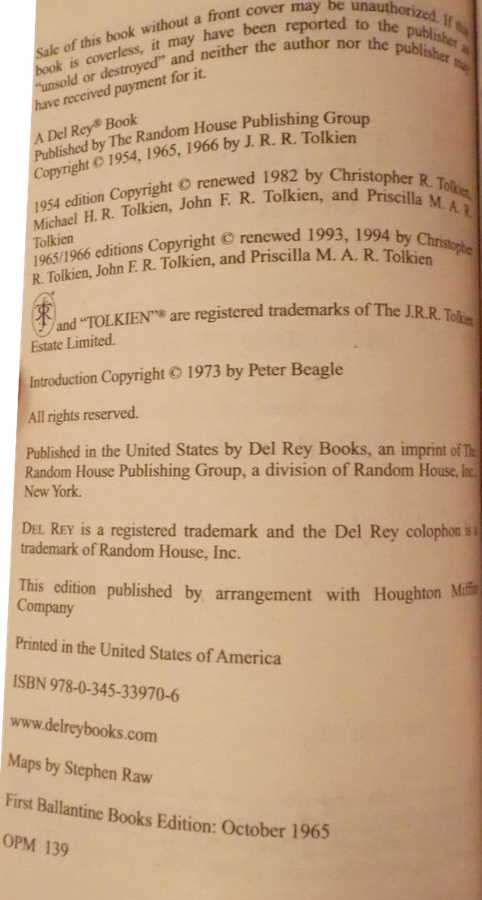 Sale of this book without a front cover may be unauthorized. If this
book is coverless, it may have been reported to the publisher as
“unsold or destroyed” and neither the author nor the publisher may
have received payment for it.
A Del Rey® Book
Published by The Random House Publishing Group
Copyright © 1954, 1965, 1966 by J. R. R. Tolkien
1954 edition Copyright © renewed 1982 by Christopher R. Tolkien,
Michael H. R. Tolkien, John F. R. Tolkien, and Priscilla M. A. R.
Tolkien
1965/1966 editions Copyright © renewed 1993, 1994 by Christopher
R. Tolkien, John F. R. Tolkien, and Priscilla M. A. R. Tolkien
and “TOLKIEN”® are registered trademarks of The J.R.R. Tolkien
Estate Limited.
Introduction Copyright © 1973 by Peter Beagle
All rights reserved.
Published in the United States by Del Rey Books, an imprint of The
Random House Publishing Group, a division of Random House, Inc.,
New York.
DEL REY is a registered trademark and the Del Rey colophon is a
trademark of Random House, Inc.
This edition published by arrangement with Houghton Mifflin
Company
Printed in the United States of America
ISBN 978-0-345-33970-6
www.delreybooks.com
Maps by Stephen Raw
First Ballantine Books Edition: October 1965
OPM 139